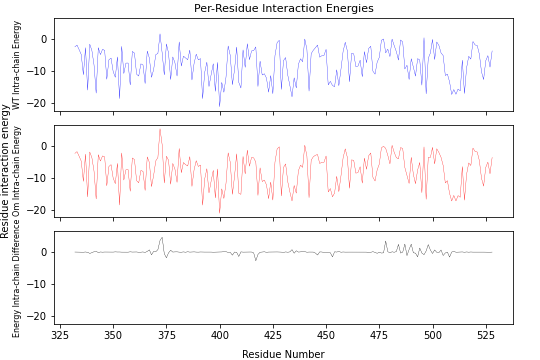 Per-Residue Interaction Energies
WT Intra-chain Energy
0
−10
−20
Residue interaction energy
Om Intra-chain Energy
0
−10
−20
Energy Intra-chain Difference
0
−10
−20
325 350 375 400 425 450 475 500 525
Residue Number